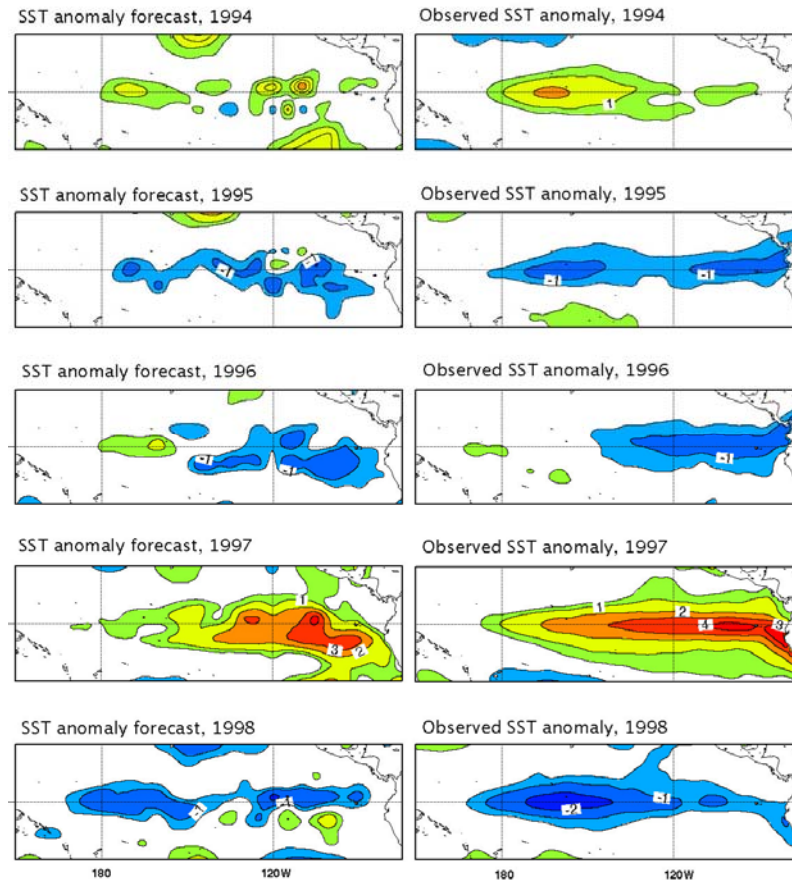 SST anomaly forecast, 1994
Observed SST anomaly, 1994
1
SST anomaly forecast, 1995
Observed SST anomaly, 1995
-1
-1
-1
-1
SST anomaly forecast, 1996
Observed SST anomaly, 1996
-1
-1
-1
SST anomaly forecast, 1997
Observed SST anomaly, 1997
1
3
2
1
2
4
3
SST anomaly forecast, 1998
Observed SST anomaly, 1998
-1
-1
-1
-2
180
120W
180
120W